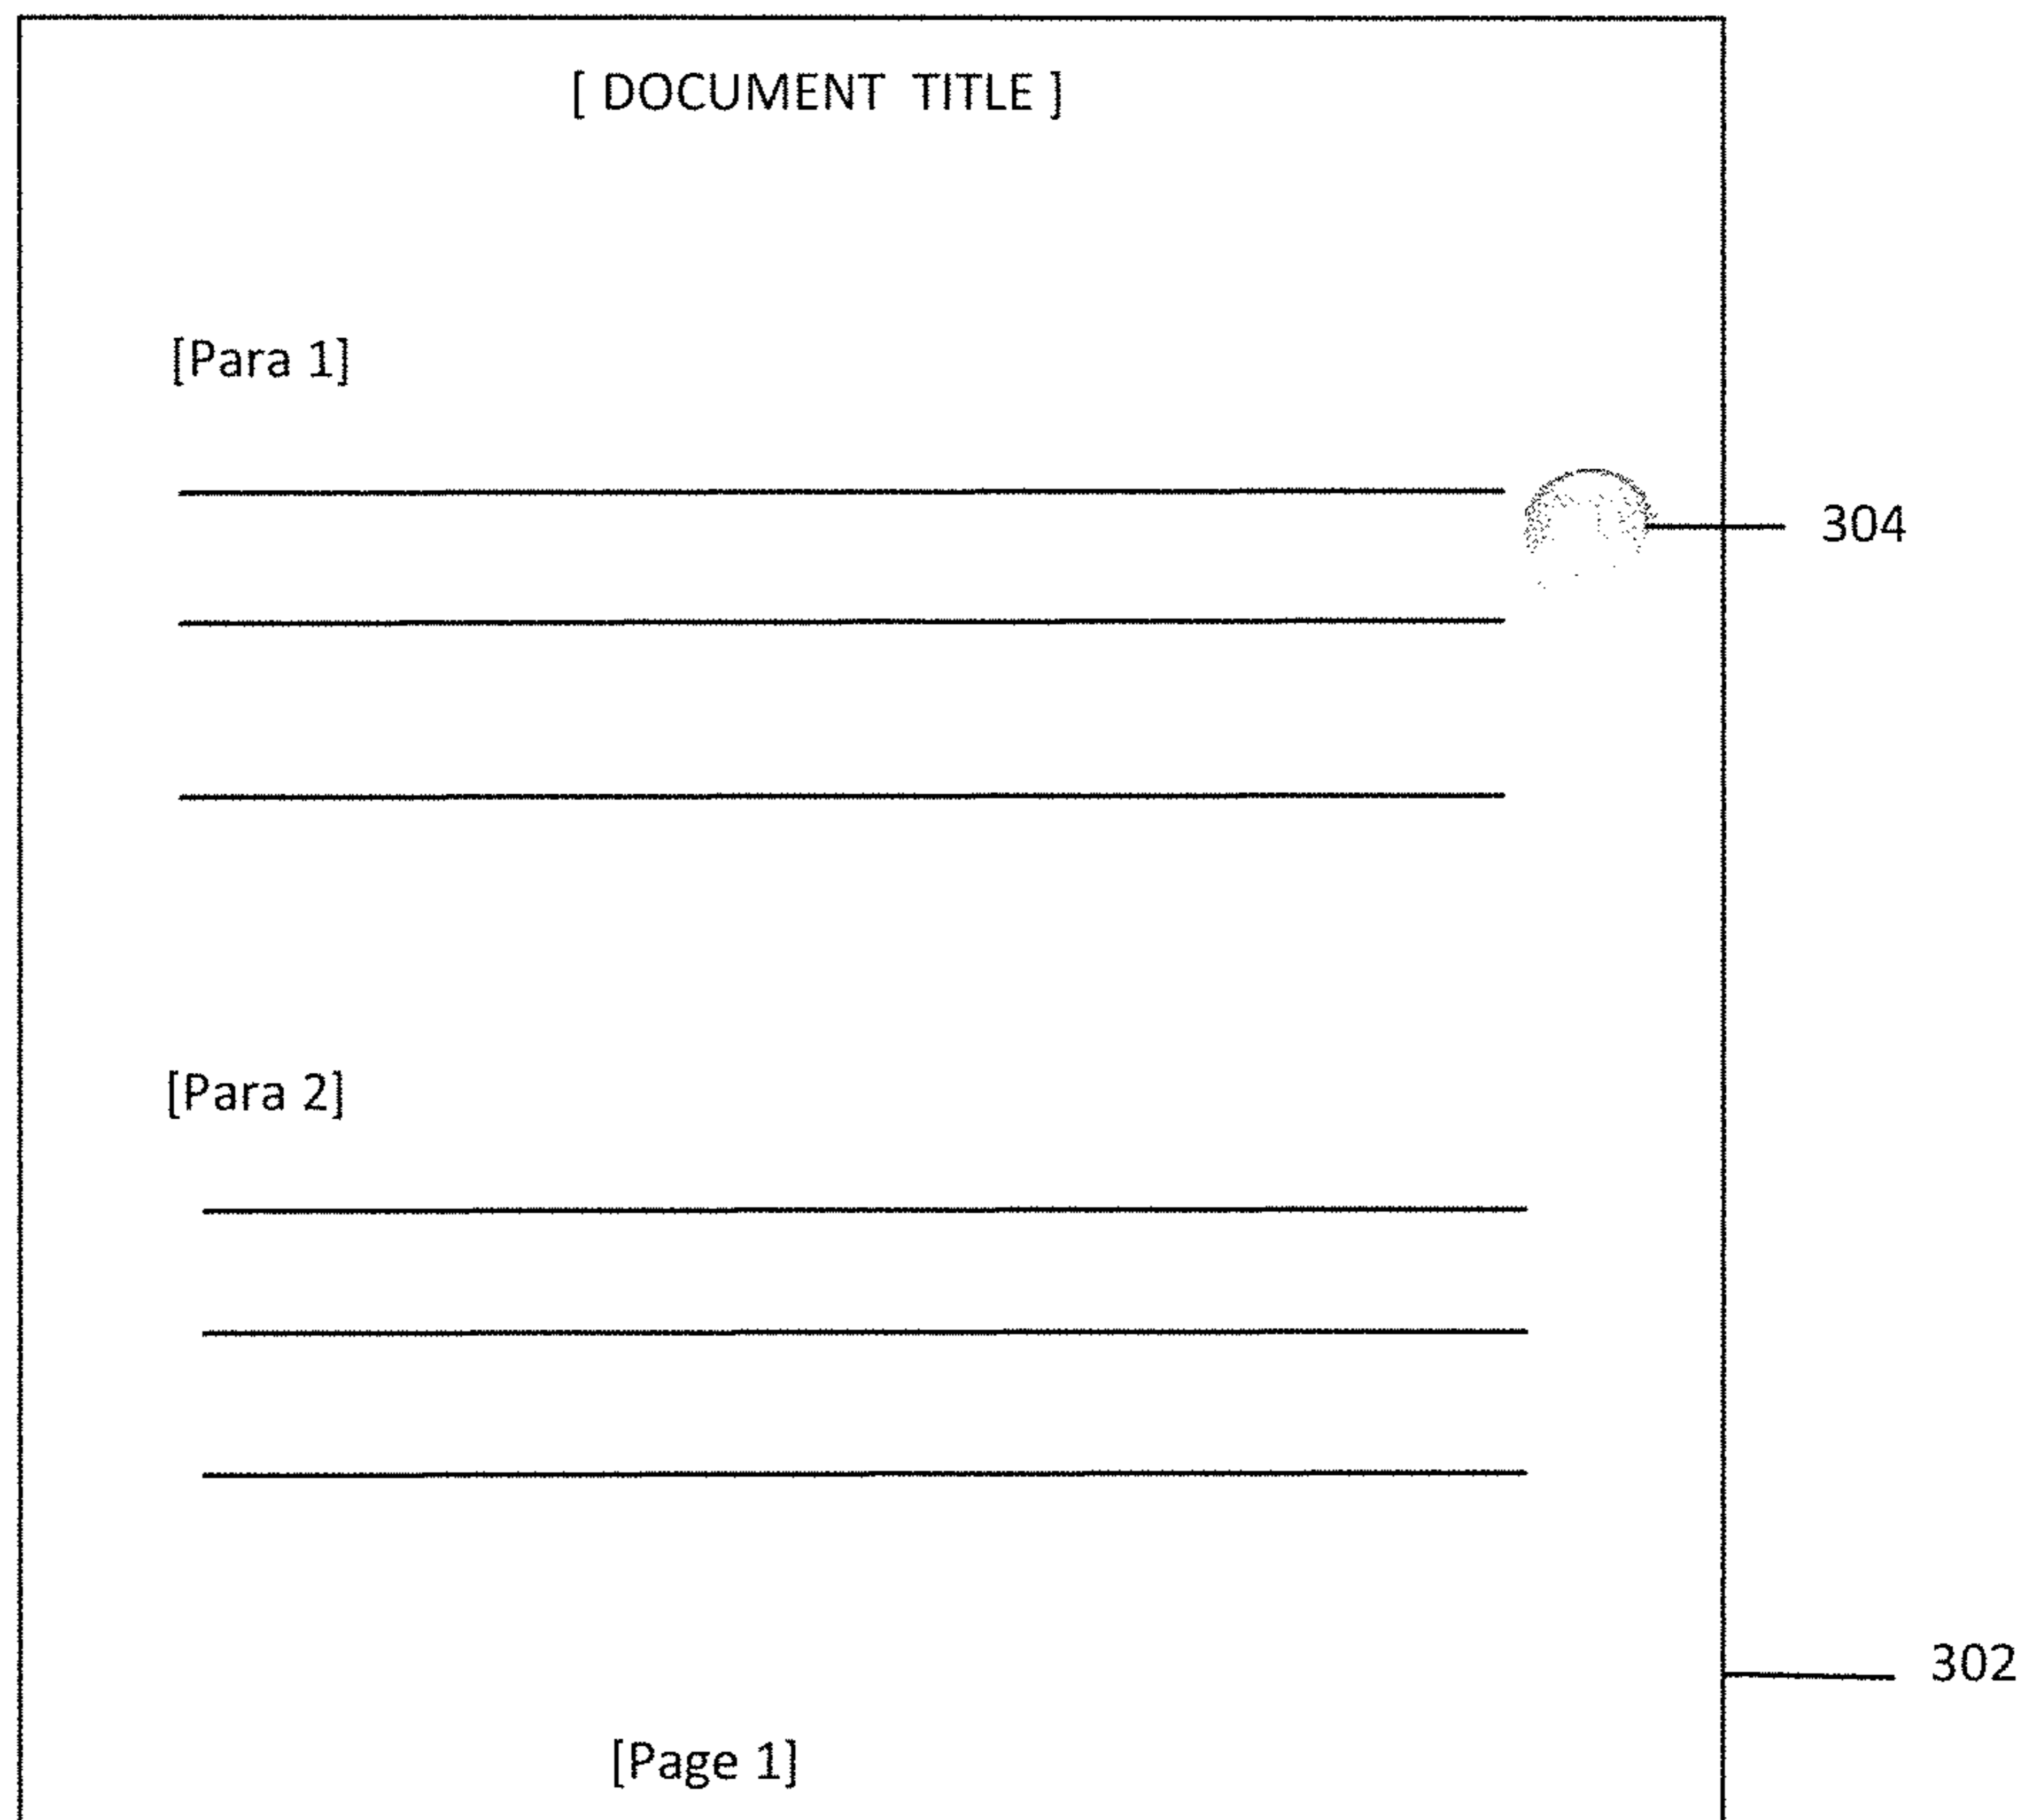 [ DOCUMENT TITLE ]
[Para 1]
304
[Para 2]
302
[Page 1]